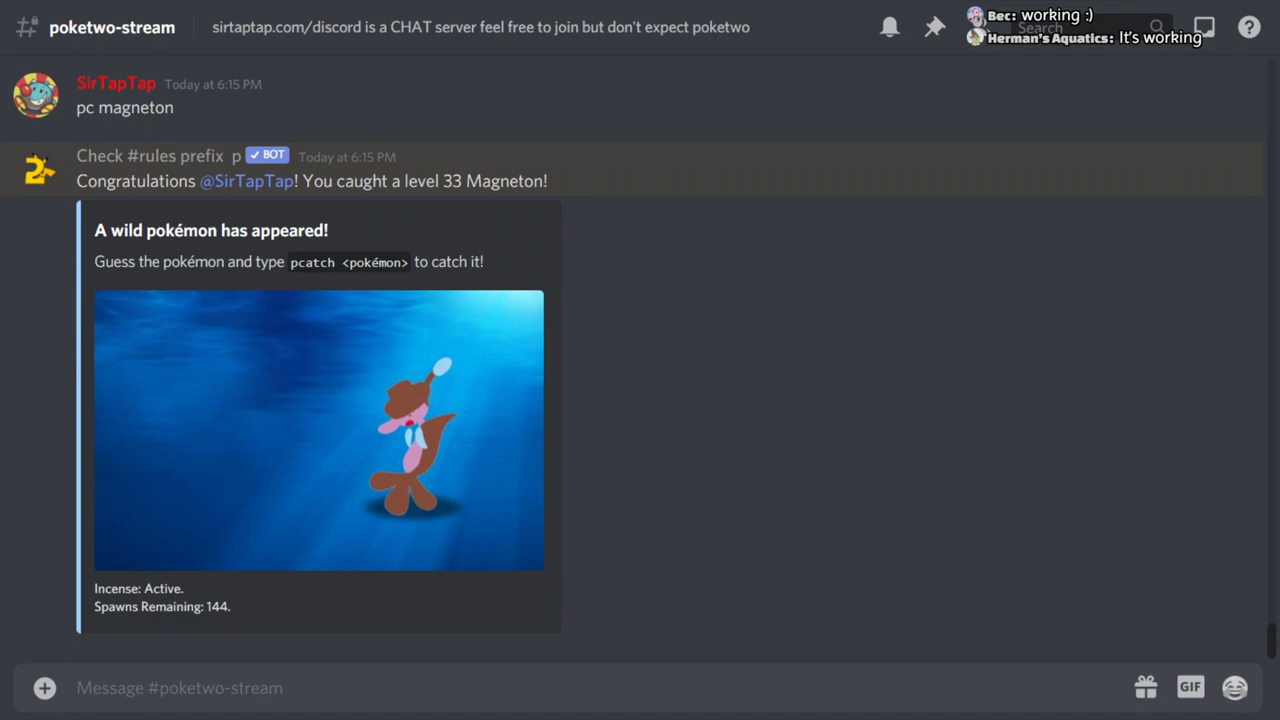 poketwo-stream
sirtaptap.com/discord is a CHAT server feel free to join but don't expect poketwo
Bec: working :)
Search
Herman's Aquatics: It's working
SirTapTap Today at 6:15 PM
pc magneton
Check #rules prefix p ✓ BOT Today at 6:15 PM
Congratulations @SirTapTap! You caught a level 33 Magneton!
A wild pokémon has appeared!
Guess the pokémon and type pcatch <pokémon> to catch it!
Incense: Active.
Spawns Remaining: 144.
Message #poketwo-stream
GIF